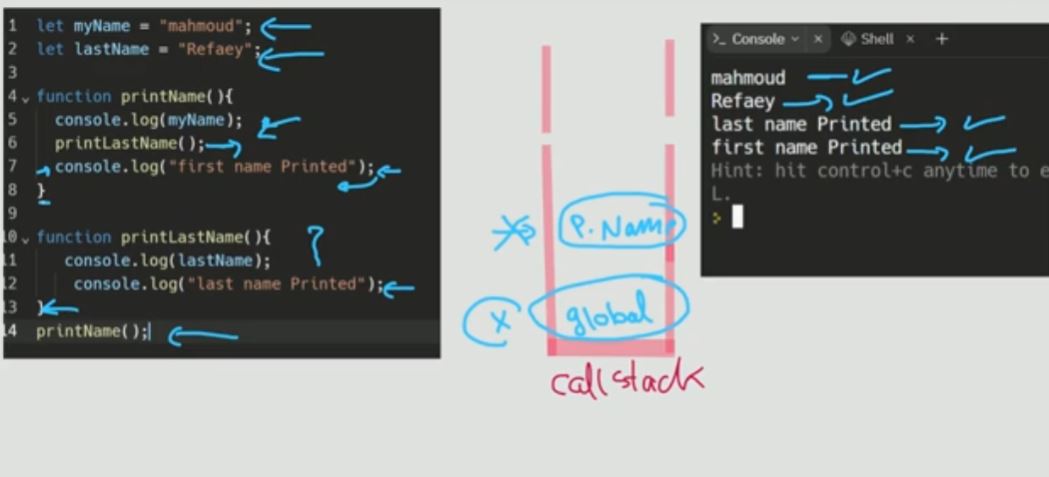 1 let myName = "mahmoud";
2 let lastName = "Refaey";
3
4 function printName(){
5 console.log(myName);
6 printLastName();
7 console.log("first name Printed");
8 }
9
10 function printLastName(){
11 console.log(lastName);
12 console.log("last name Printed");
13 }
14 printName();
?
P. Name
X global
call stack
>_ Console × Shell × +
mahmoud
Refaey
last name Printed
first name Printed
Hint: hit control+c anytime to e
L.
>